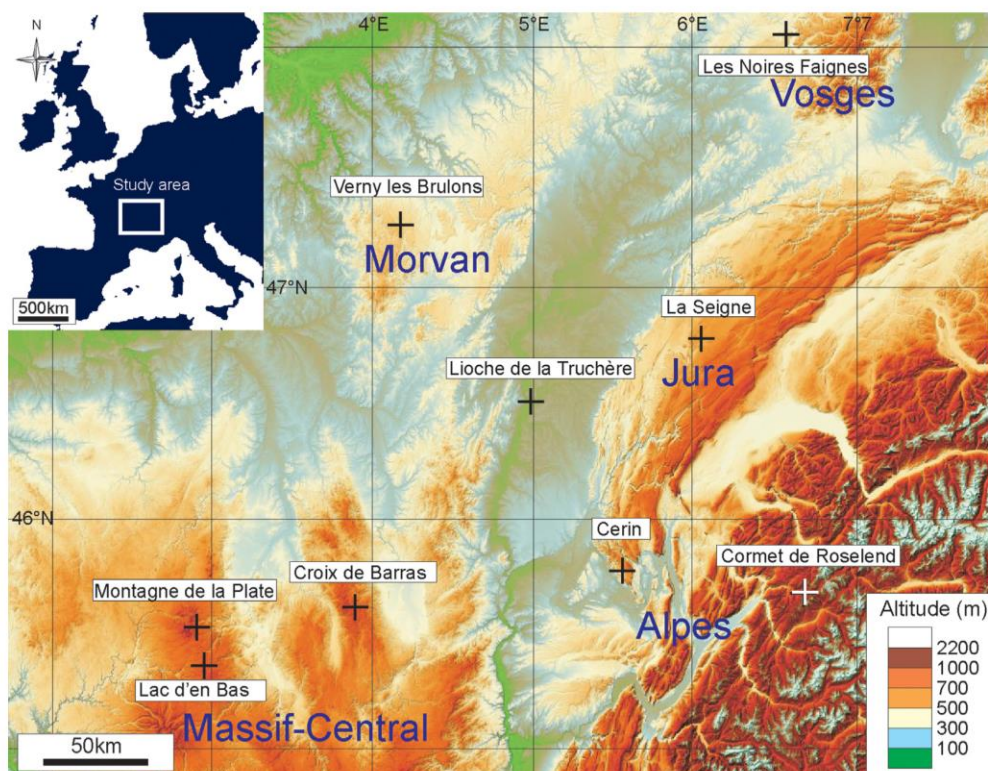 N
4°E
5°E
6°E
7°7
Les Noires Faignes
Vosges
Study area
Verny les Brulons
Morvan
47°N
500km
La Seigne
Lioche de la Truchère
Jura
46°N
Cerin
Cormet de Roselend
Croix de Barras
Montagne de la Plate
Alpes
Altitude (m)
2200
1000
700
500
300
100
Lac d'en Bas
Massif-Central
50km